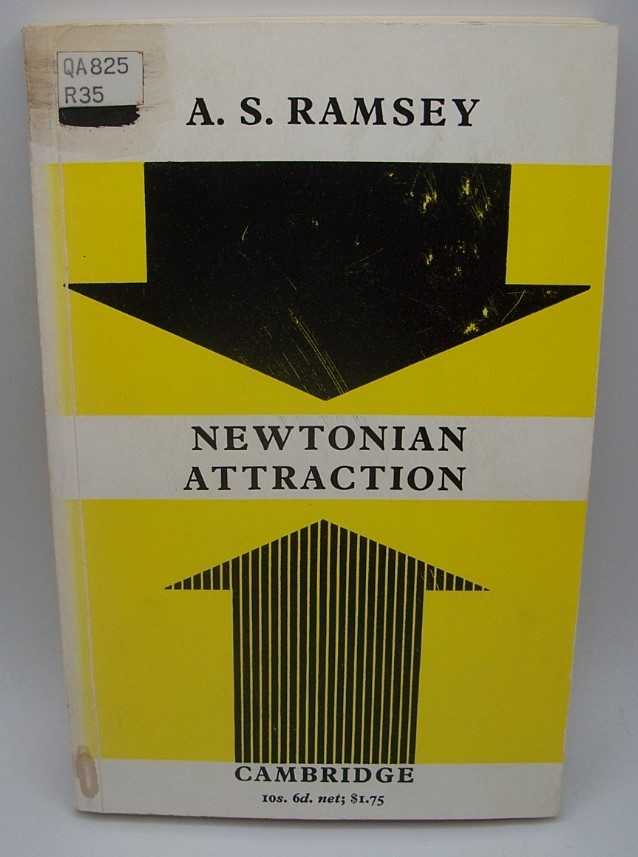 QA825
R35
A. S. RAMSEY
NEWTONIAN
ATTRACTION
CAMBRIDGE
10s. 6d. net; $1.75